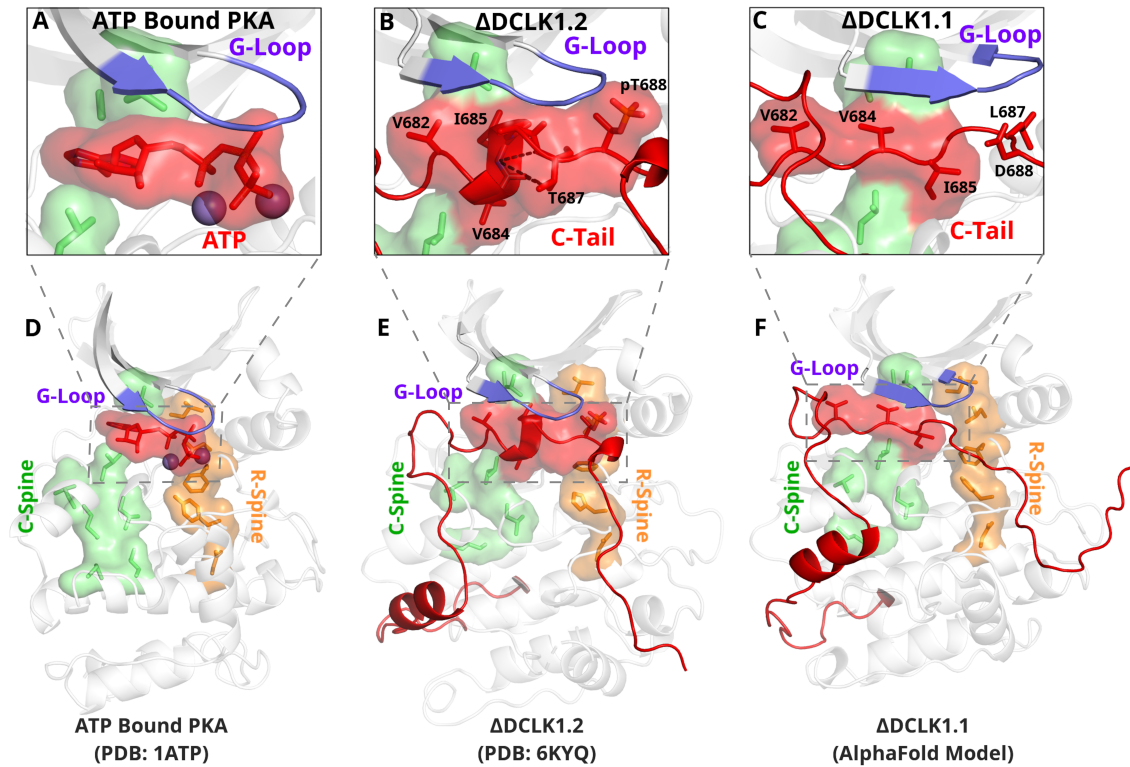 A
ATP Bound PKA
G-Loop
ATP
B
ΔDCLK1.2
G-Loop
pT688
V682
I685
T687
V684
C-Tail
C
ΔDCLK1.1
G-Loop
V682
V684
L687
D688
I685
C-Tail
D
G-Loop
C-Spine
R-Spine
ATP Bound PKA
(PDB: 1ATP)
E
G-Loop
C-Spine
R-Spine
ΔDCLK1.2
(PDB: 6KYQ)
F
G-Loop
C-Spine
R-Spine
ΔDCLK1.1
(AlphaFold Model)